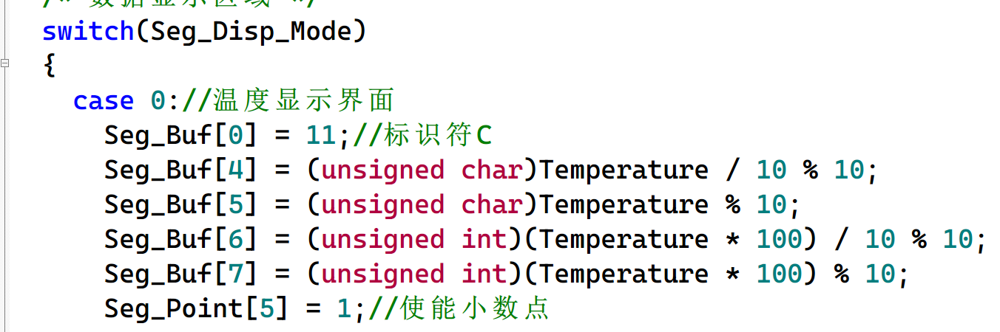 /* 数据显示区域 */
switch(Seg_Disp_Mode)
{
case 0://温度显示界面
Seg_Buf[0] = 11;//标识符C
Seg_Buf[4] = (unsigned char)Temperature / 10 % 10;
Seg_Buf[5] = (unsigned char)Temperature % 10;
Seg_Buf[6] = (unsigned int)(Temperature * 100) / 10 % 10;
Seg_Buf[7] = (unsigned int)(Temperature * 100) % 10;
Seg_Point[5] = 1;//使能小数点